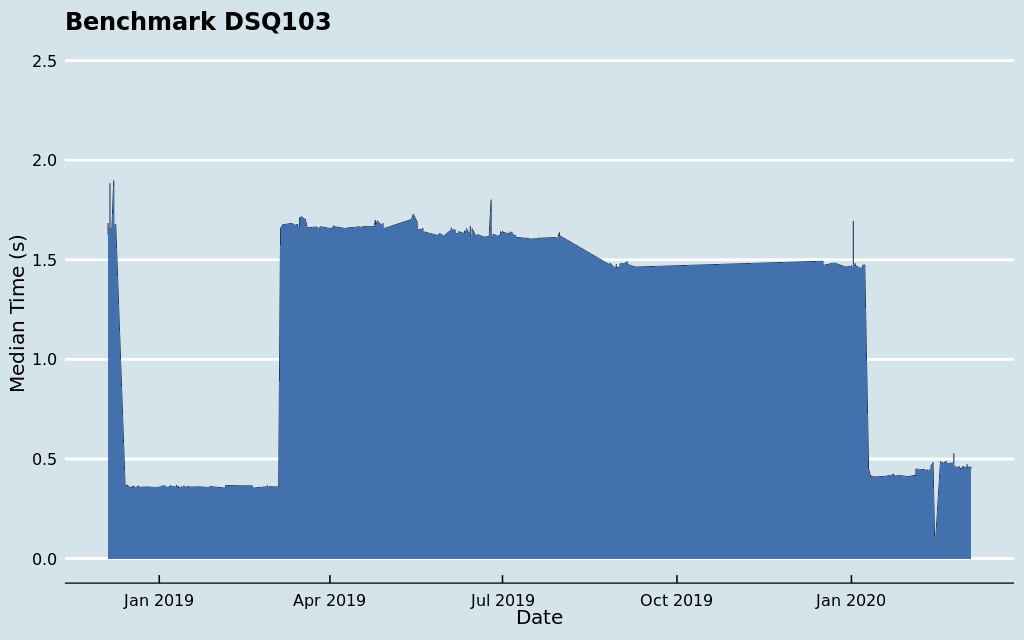 Benchmark DSQ103
2.5
2.0
1.5
1.0
0.5
0.0
Median Time (s)
Jan 2019
Apr 2019
Jul 2019
Oct 2019
Jan 2020
Date